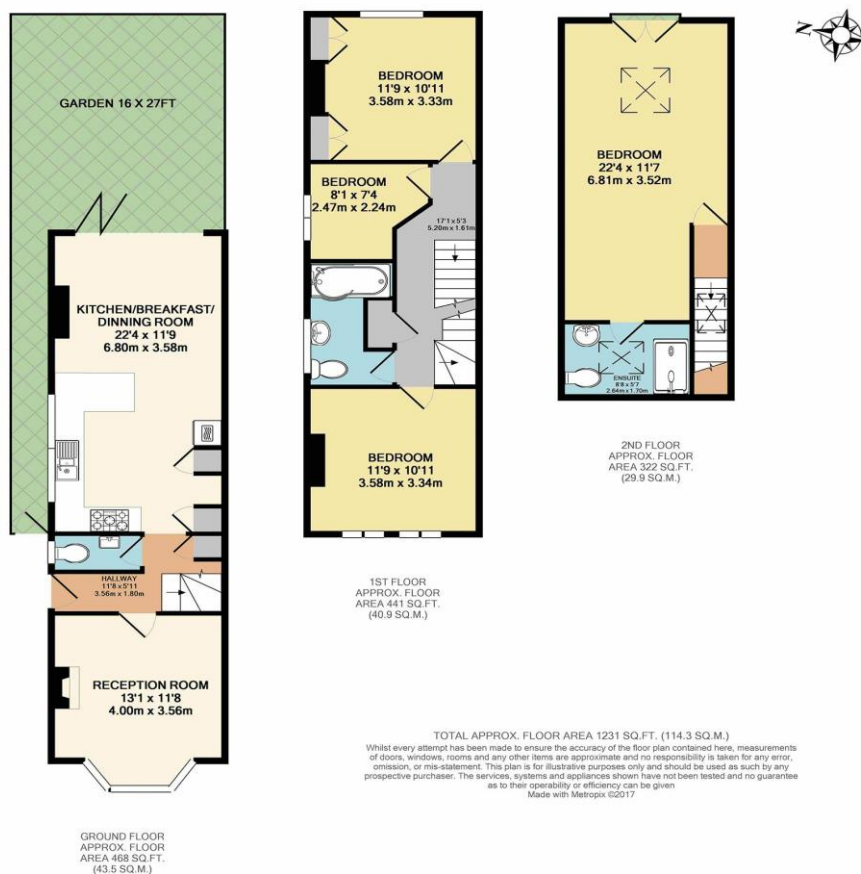 GARDEN 16 X 27FT
KITCHEN/BREAKFAST/
DINNING ROOM
22'4 x 11'9
6.80m x 3.58m
HALLWAY
11'8 x 5'11
3.56m x 1.80m
RECEPTION ROOM
13'1 x 11'8
4.00m x 3.56m
GROUND FLOOR
APPROX. FLOOR
AREA 468 SQ.FT.
(43.5 SQ.M.)
BEDROOM
11'9 x 10'11
3.58m x 3.33m
BEDROOM
8'1 x 7'4
2.47m x 2.24m
17'1 x 5'3
5.20m x 1.61m
BEDROOM
11'9 x 10'11
3.58m x 3.34m
1ST FLOOR
APPROX. FLOOR
AREA 441 SQ.FT.
(40.9 SQ.M.)
N
BEDROOM
22'4 x 11'7
6.81m x 3.52m
ENSUITE
8'8 x 5'7
2.64m x 1.70m
2ND FLOOR
APPROX. FLOOR
AREA 322 SQ.FT.
(29.9 SQ.M.)
TOTAL APPROX. FLOOR AREA 1231 SQ.FT. (114.3 SQ.M.)
Whilst every attempt has been made to ensure the accuracy of the floor plan contained here, measurements
of doors, windows, rooms and any other items are approximate and no responsibility is taken for any error,
omission, or mis-statement. This plan is for illustrative purposes only and should be used as such by any
prospective purchaser. The services, systems and appliances shown have not been tested and no guarantee
as to their operability or efficiency can be given
Made with Metropix ©2017